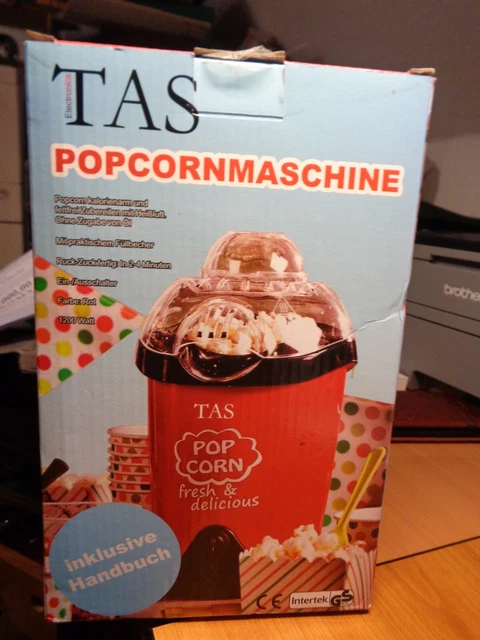 TAS
Electronics
POPCORNMASCHINE
Popcorn kalorienarm und
fettfrei Zubereiten mit Heißluft,
Ohne Zugabe von Öl
Mit praktischem Füllbecher
Ruck-Zuck fertig: In 2-4 Minuten
Ein-/Ausschalter
Farbe: Rot
1200 Watt
brother
TAS
POP
CORN
fresh &
delicious
inklusive
Handbuch
CE Intertek GS